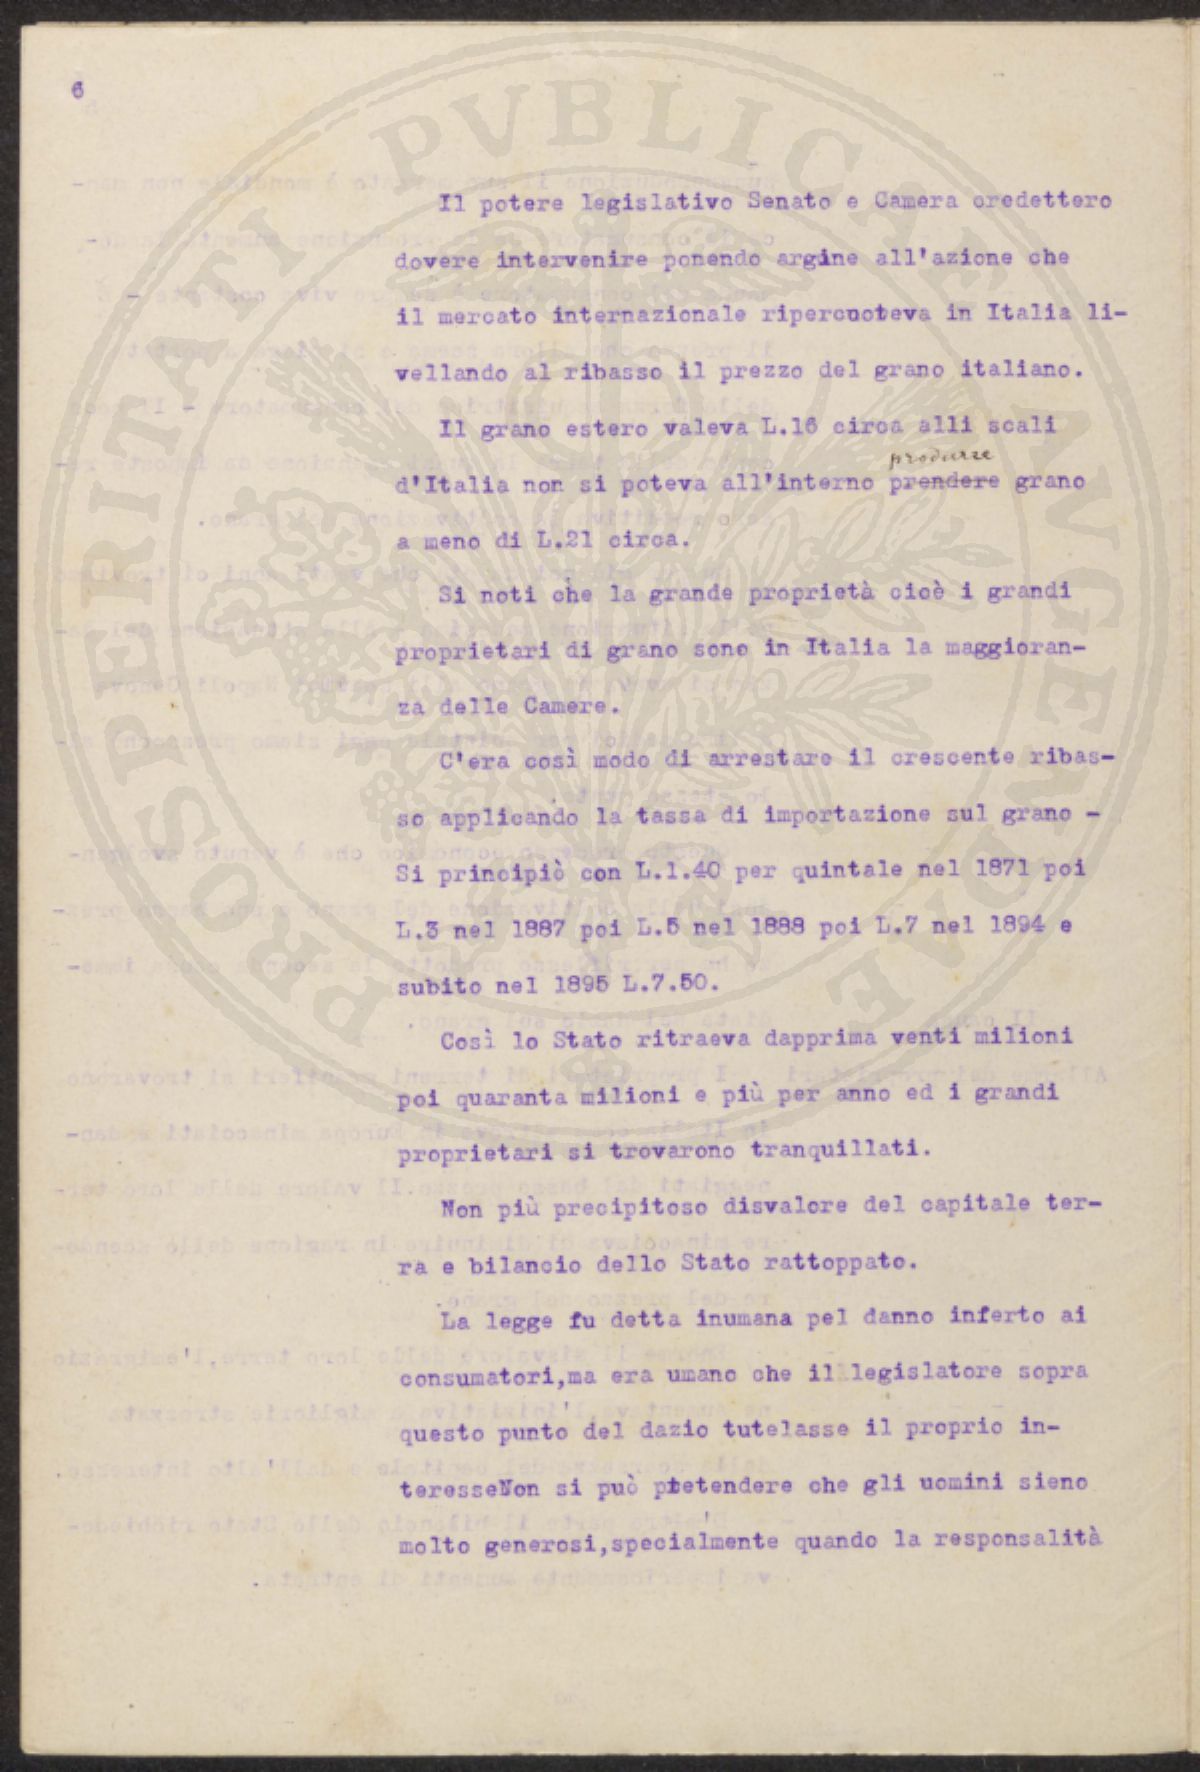 6
Il potere legislativo Senato e Camera credettero
dovere intervenire ponendo argine all'azione che
il mercato internazionale ripercuoteva in Italia li-
vellando al ribasso il prezzo del grano italiano.
Il grano estero valeva L.16 circa alli scali
produrre
d'Italia non si poteva all'interno prendere grano
a meno di L.21 circa.
Si noti che la grande proprietà cioè i grandi
proprietari di grano sono in Italia la maggioran-
za delle Camere.
C'era così modo di arrestare il crescente ribas-
so applicando la tassa di importazione sul grano -
Si principiò con L.1.40 per quintale nel 1871 poi
L.3 nel 1887 poi L.5 nel 1888 poi L.7 nel 1894 e
subito nel 1895 L.7.50.
Così lo Stato ritraeva dapprima venti milioni
poi quaranta milioni e più per anno ed i grandi
proprietari si trovarono tranquillati.
Non più precipitoso disvalore del capitale ter-
ra e bilancio dello Stato rattoppato.
La legge fu detta inumana pel danno inferto ai
consumatori,ma era umano che il legislatore sopra
questo punto del dazio tutelasse il proprio in-
teresseNon si può pretendere che gli uomini sieno
molto generosi,specialmente quando la responsalità
PROSPERITATI PVBLICAE AVGENDAE